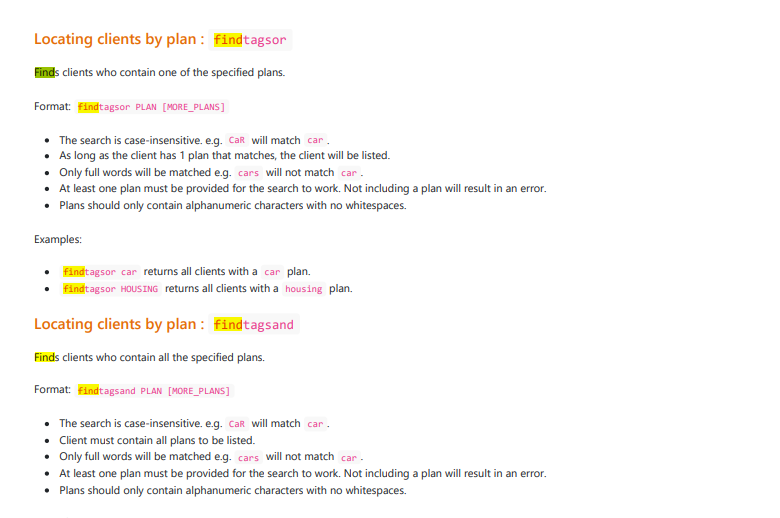 Locating clients by plan : findtagsor
Finds clients who contain one of the specified plans.
Format: findtagsor PLAN [MORE_PLANS]
• The search is case-insensitive. e.g. CaR will match car .
• As long as the client has 1 plan that matches, the client will be listed.
• Only full words will be matched e.g. cars will not match car .
• At least one plan must be provided for the search to work. Not including a plan will result in an error.
• Plans should only contain alphanumeric characters with no whitespaces.
Examples:
• findtagsor car returns all clients with a car plan.
• findtagsor HOUSING returns all clients with a housing plan.
Locating clients by plan : findtagsand
Finds clients who contain all the specified plans.
Format: findtagsand PLAN [MORE_PLANS]
• The search is case-insensitive. e.g. CaR will match car .
• Client must contain all plans to be listed.
• Only full words will be matched e.g. cars will not match car .
• At least one plan must be provided for the search to work. Not including a plan will result in an error.
• Plans should only contain alphanumeric characters with no whitespaces.